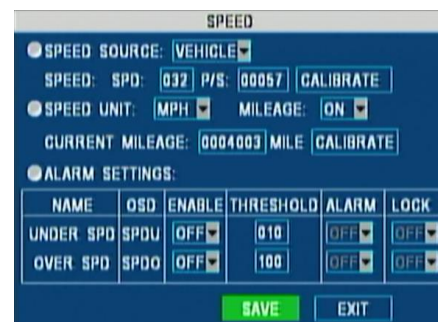 SPEED
SPEED SOURCE: VEHICLE
SPEED: SPD: 032 P/S: 00057 CALIBRATE
SPEED UNIT: MPH MILEAGE: ON
CURRENT MILEAGE: 0004003 MILE CALIBRATE
ALARM SETTINGS:
NAME OSD ENABLE THRESHOLD ALARM LOCK
UNDER SPD SPDU OFF 010 OFF OFF
OVER SPD SPDO OFF 100 OFF OFF
SAVE EXIT